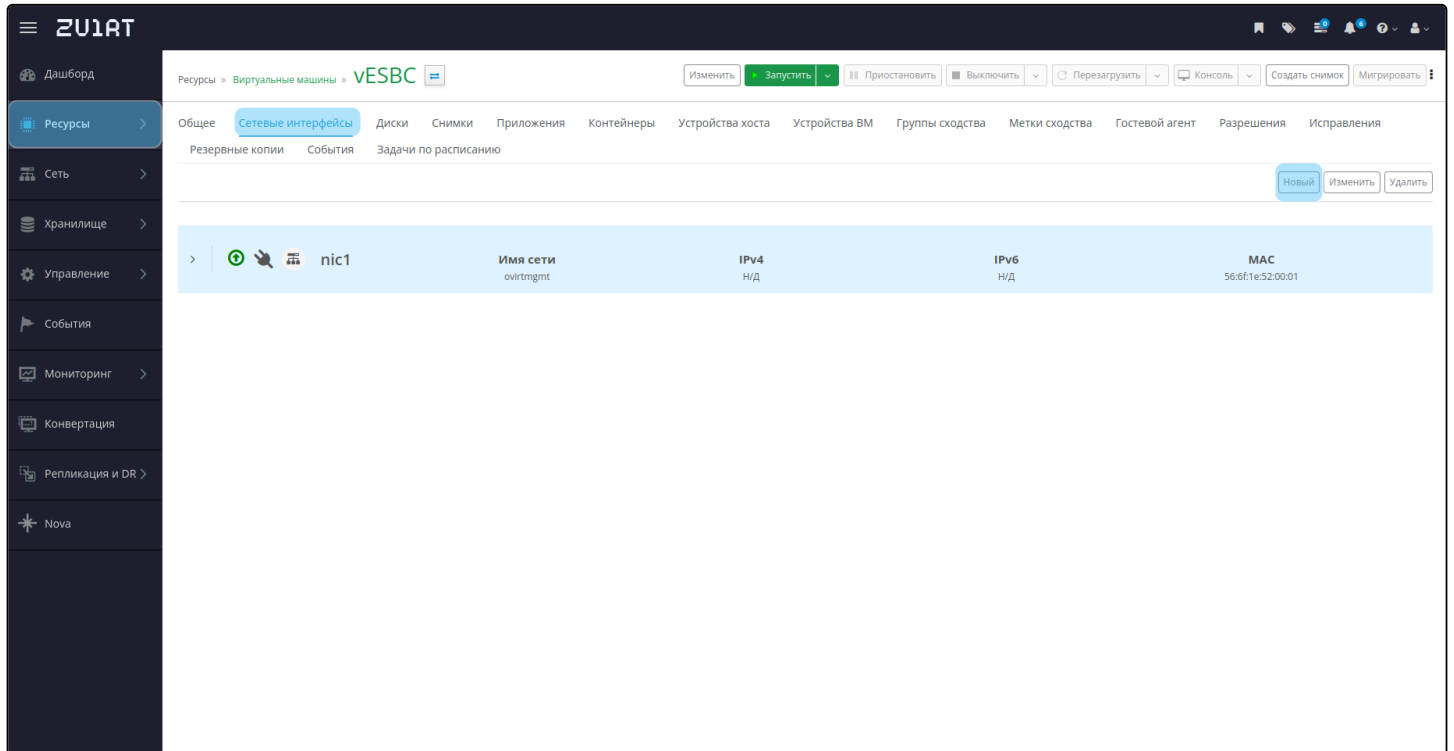 ZVIRT
0
6
Дашборд
Ресурсы
Сеть
Хранилище
Управление
События
Мониторинг
Конвертация
Репликация и DR
Nova
Ресурсы » Виртуальные машины » vESBC
Изменить Запустить Приостановить Выключить Перезагрузить Консоль Создать снимок Мигрировать
Общее Сетевые интерфейсы Диски Снимки Приложения Контейнеры Устройства хоста Устройства ВМ Группы сходства Метки сходства Гостевой агент Разрешения Исправления
Резервные копии События Задачи по расписанию
Новый Изменить Удалить
nic1 Имя сети IPv4 IPv6 MAC
ovirtmgmt Н/Д Н/Д 56:6f:1e:52:00:01